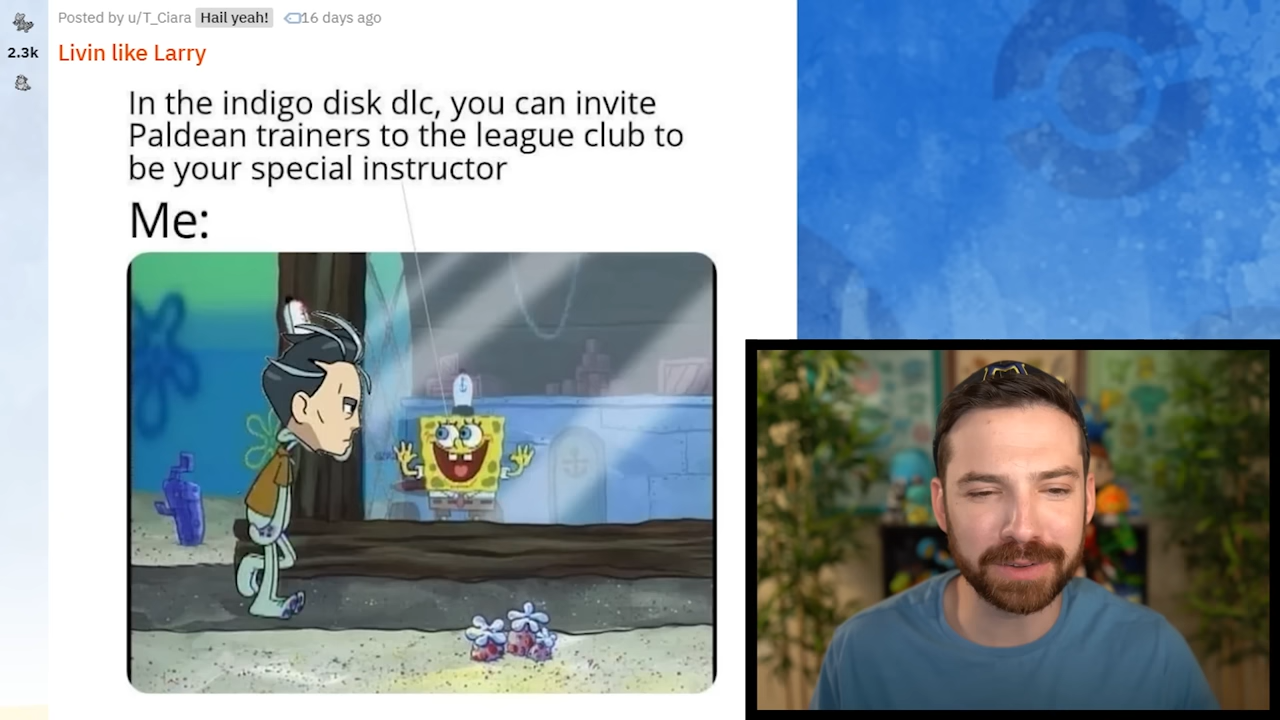 Posted by u/T_Ciara Hail yeah! 16 days ago
2.3k
Livin like Larry
In the indigo disk dlc, you can invite
Paldean trainers to the league club to
be your special instructor
Me: